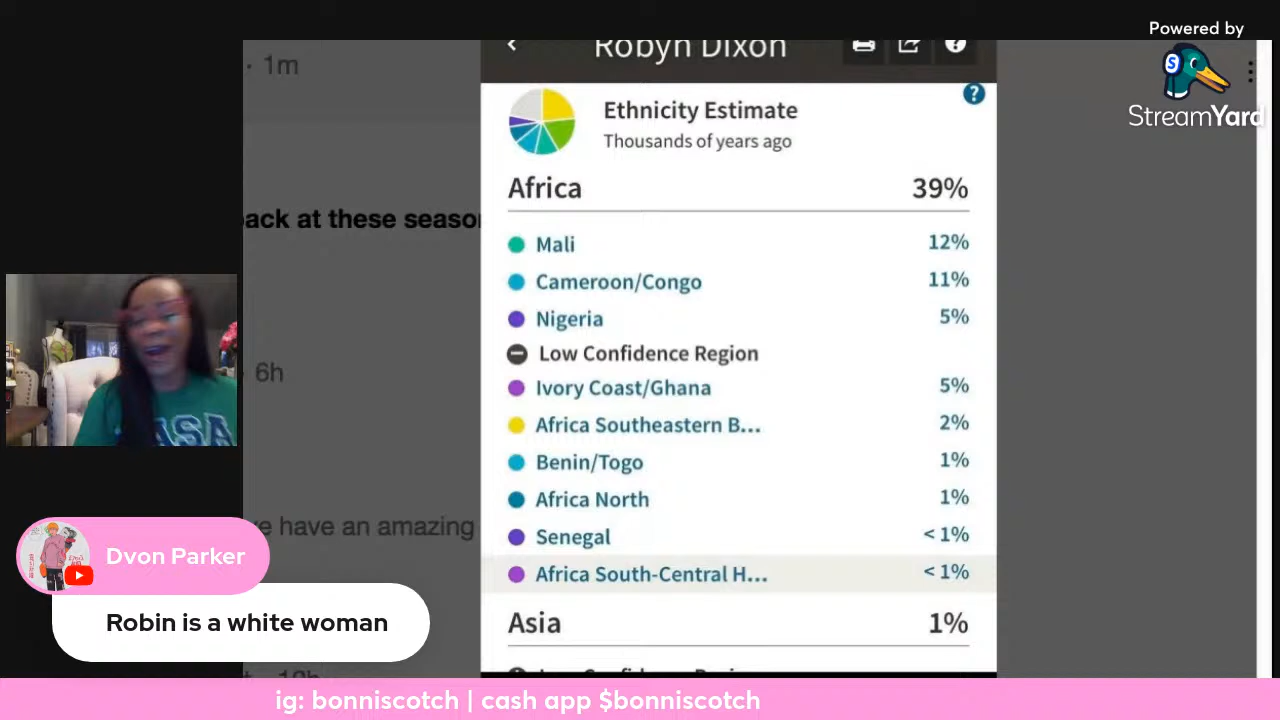 Powered by
StreamYard
Robyn Dixon
· 1m
Ethnicity Estimate
Thousands of years ago
Africa 39%
back at these season
Mali 12%
Cameroon/Congo 11%
Nigeria 5%
Low Confidence Region
6h
Ivory Coast/Ghana 5%
Africa Southeastern B... 2%
Benin/Togo 1%
Africa North 1%
ve have an amazing
Senegal < 1%
Africa South-Central H... < 1%
Asia 1%
Dvon Parker
Robin is a white woman
ig: bonniscotch | cash app $bonniscotch